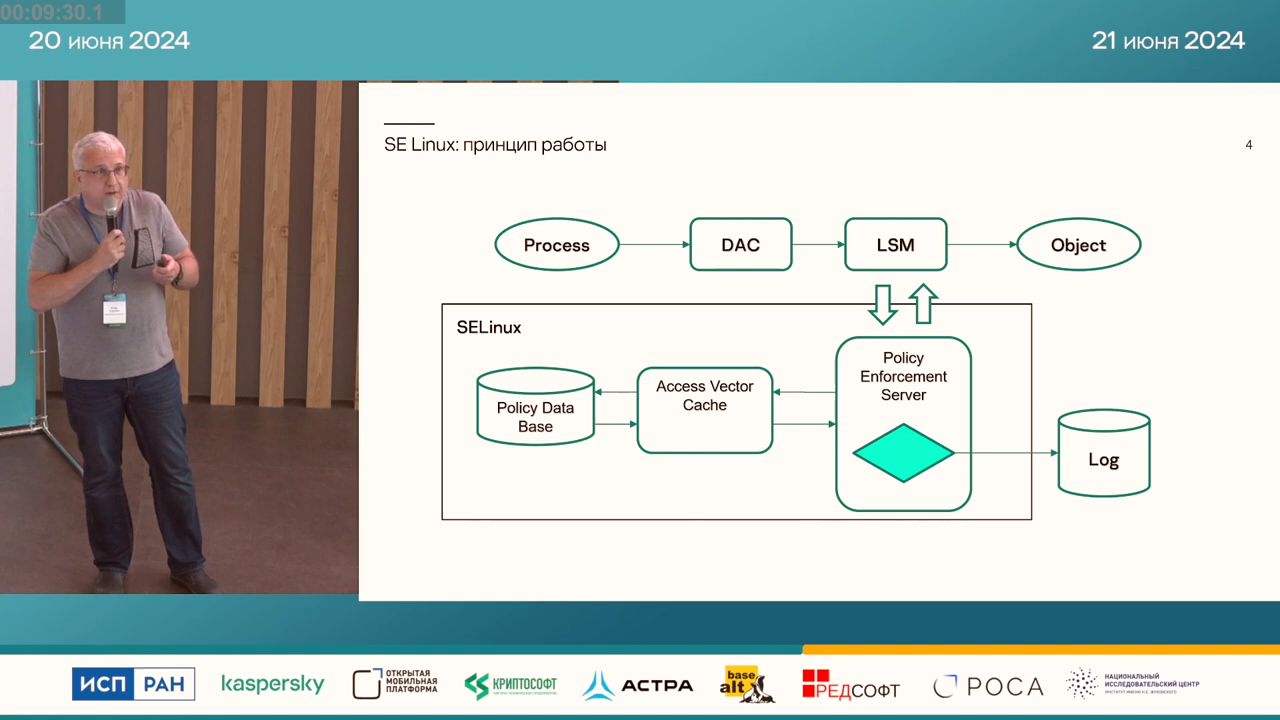 00:09:30.1
20 июня 2024
21 июня 2024
SE Linux: принцип работы
4
Process
DAC
LSM
Object
SELinux
Policy Data
Base
Access Vector
Cache
Policy
Enforcement
Server
Log
ИСП РАН
kaspersky
ОТКРЫТАЯ
МОБИЛЬНАЯ
ПЛАТФОРМА
КРИПТОСОФТ
АСТРА
base
alt
РЕДСОФТ
РОСА
НАЦИОНАЛЬНЫЙ
ИССЛЕДОВАТЕЛЬСКИЙ ЦЕНТР